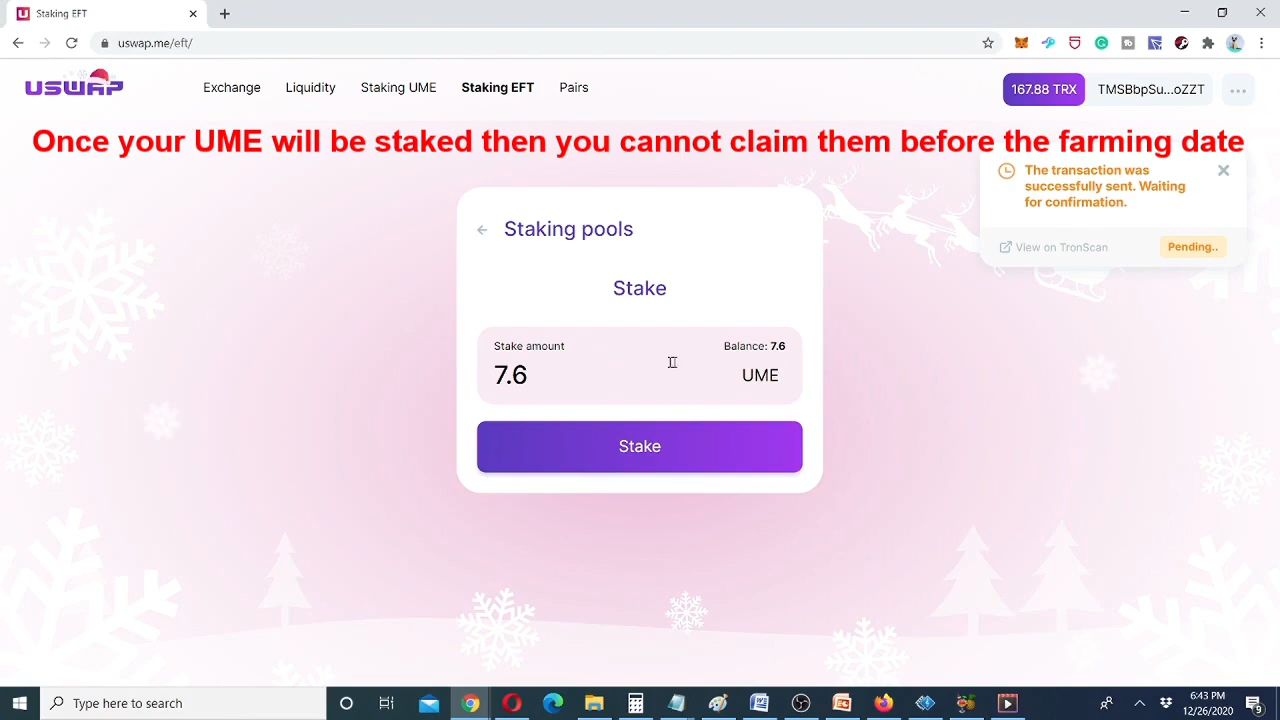 Staking EFT
uswap.me/eft/
USWAP
Exchange
Liquidity
Staking UME
Staking EFT
Pairs
167.88 TRX
TMSBbpSu...oZZT
Once your UME will be staked then you cannot claim them before the farming date
The transaction was
successfully sent. Waiting
for confirmation.
View on TronScan
Pending..
Staking pools
Stake
Stake amount
Balance: 7.6
7.6
UME
Stake
Type here to search
6:43 PM
12/26/2020
9